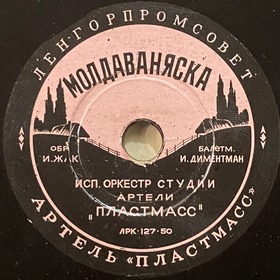 ЛЕНГОРПРОМСОВЕТ
МОЛДАВАНЯСКА
ОБР.
И. ЖАК
БАЛЕТМ.
И. ДИМЕНТМАН
ИСП. ОРКЕСТР СТУДИИ
АРТЕЛИ
„ПЛАСТМАСС"
ЛРК-127-50
АРТЕЛЬ «ПЛАСТМАСС»